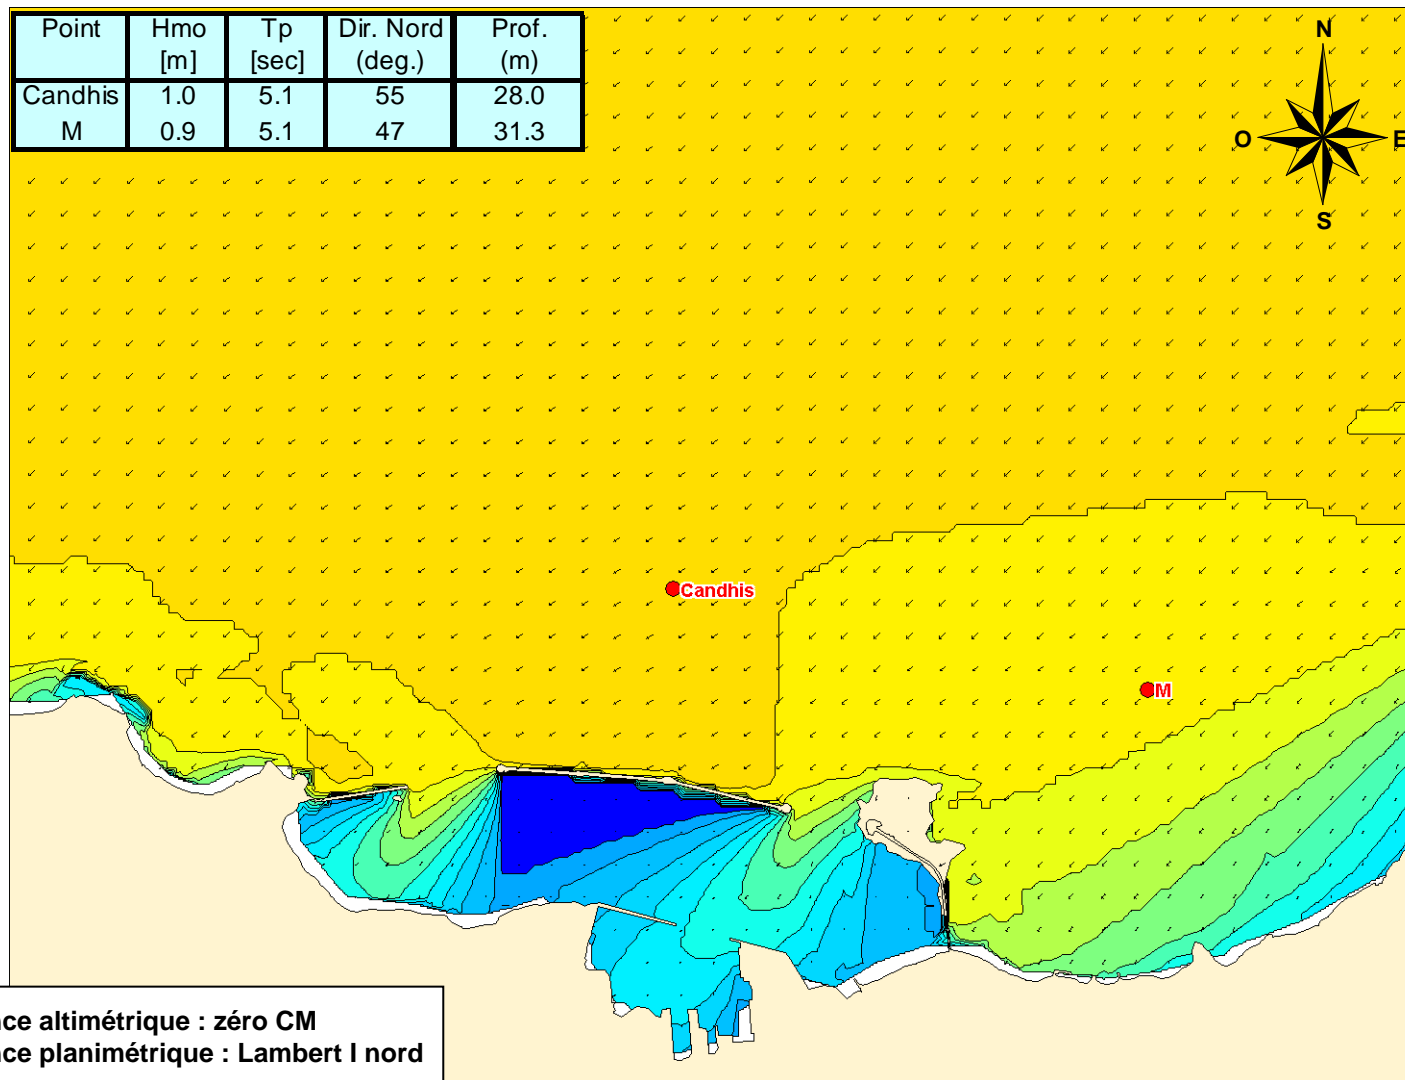 Point Hmo [m] Tp [sec] Dir. Nord (deg.) Prof. (m)
Candhis 1.0 5.1 55 28.0
M 0.9 5.1 47 31.3
N
O E
S
Candhis
M
ce altimétrique : zéro CM
ce planimétrique : Lambert I nord